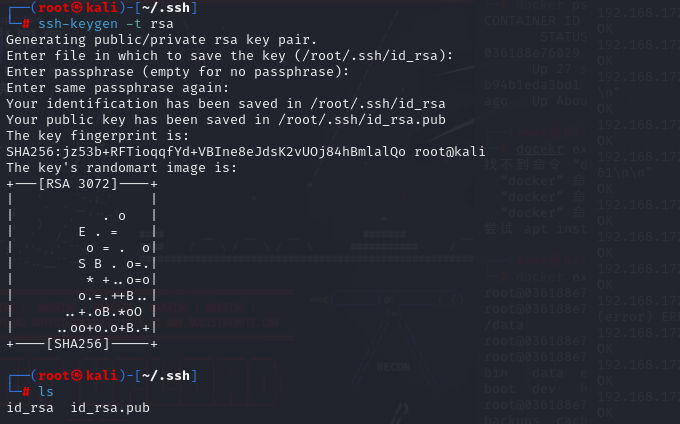 ┌──(root㉿kali)-[~/.ssh]
└─# ssh-keygen -t rsa
Generating public/private rsa key pair.
Enter file in which to save the key (/root/.ssh/id_rsa):
Enter passphrase (empty for no passphrase):
Enter same passphrase again:
Your identification has been saved in /root/.ssh/id_rsa
Your public key has been saved in /root/.ssh/id_rsa.pub
The key fingerprint is:
SHA256:jz53b+RFTioqqfYd+VBIne8eJdsK2vUOj84hBmlalQo root@kali
The key's randomart image is:
+---[RSA 3072]----+
|                 |
|           . o   |
|        E . =    |
|         o = .  o|
|        S B . o=.|
|         * +..o=o|
|        o.=.++B..|
|      ..+.oB.*oO |
|     ..oo+o.o+B.+|
+----[SHA256]-----+
┌──(root㉿kali)-[~/.ssh]
└─# ls
id_rsa  id_rsa.pub